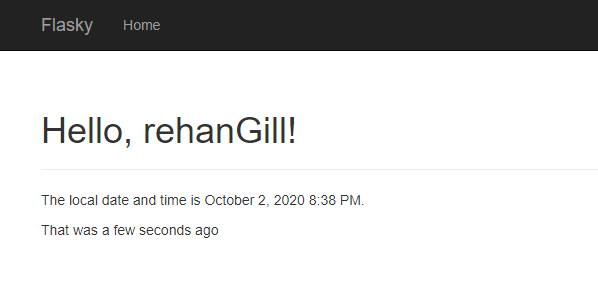 Flasky Home
Hello, rehanGill!
The local date and time is October 2, 2020 8:38 PM.
That was a few seconds ago